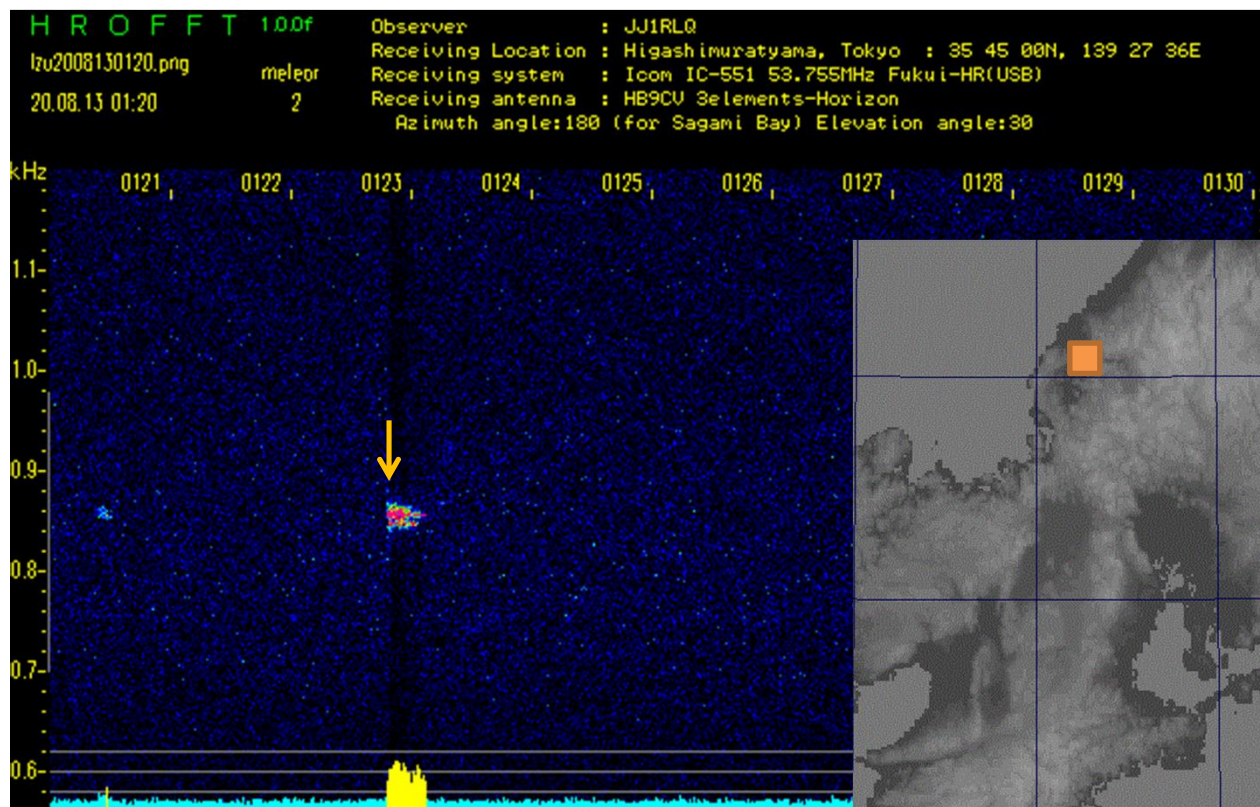 H R O F F T 1.0.0f
Izu2008130120.png
meteor
20.08.13 01:20
2
Observer : JJ1RLQ
Receiving Location : Higashimuratyama, Tokyo : 35 45 00N, 139 27 36E
Receiving system : Icom IC-551 53.755MHz Fukui-HR(USB)
Receiving antenna : HB9CV 3elements-Horizon
Azimuth angle:180 (for Sagami Bay) Elevation angle:30
kHz 0121 0122 0123 0124 0125 0126 0127 0128 0129 0130
1.1
1.0
0.9
0.8
0.7
0.6